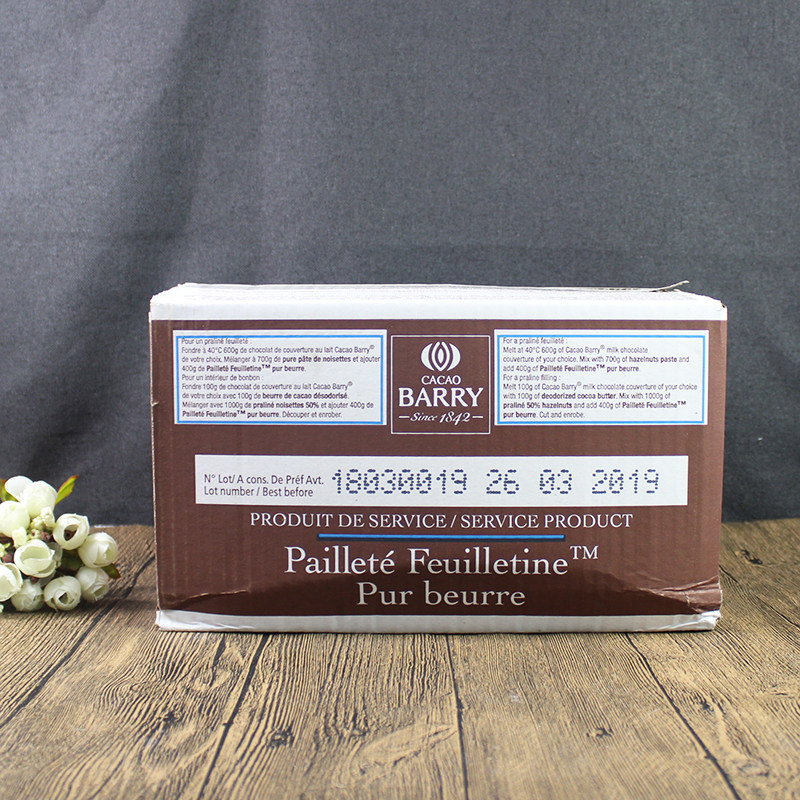 Pour un praliné feuilleté :
Fondre à 40°C 600g de chocolat de couverture au lait Cacao Barry®
de votre choix. Mélanger à 700g de pure pâte de noisettes et ajouter
400g de Pailleté Feuilletine™ pur beurre.
Pour un intérieur de bonbon :
Fondre 100g de chocolat de couverture au lait Cacao Barry®
de votre choix avec 100g de beurre de cacao désodorisé.
Mélanger avec 1000g de praliné noisettes 50% et ajouter 400g de
Pailleté Feuilletine™ pur beurre. Découper et enrober.
CACAO
BARRY
Since 1842
For a praliné feuilleté :
Melt at 40°C 600g of Cacao Barry® milk chocolate
couverture of your choice. Mix with 700g of hazelnuts paste and
add 400g of Pailleté Feuilletine™ pur beurre.
For a praline filling :
Melt 100g of Cacao Barry® milk chocolate couverture of your choice
with 100g of deodorized cocoa butter. Mix with 1000g of
praliné 50% hazelnuts and add 400g of Pailleté Feuilletine™
pur beurre. Cut and enrobe.
N° Lot/ A cons. De Préf Avt.
Lot number / Best before
18030019 26 03 2019
PRODUIT DE SERVICE / SERVICE PRODUCT
Pailleté Feuilletine™
Pur beurre